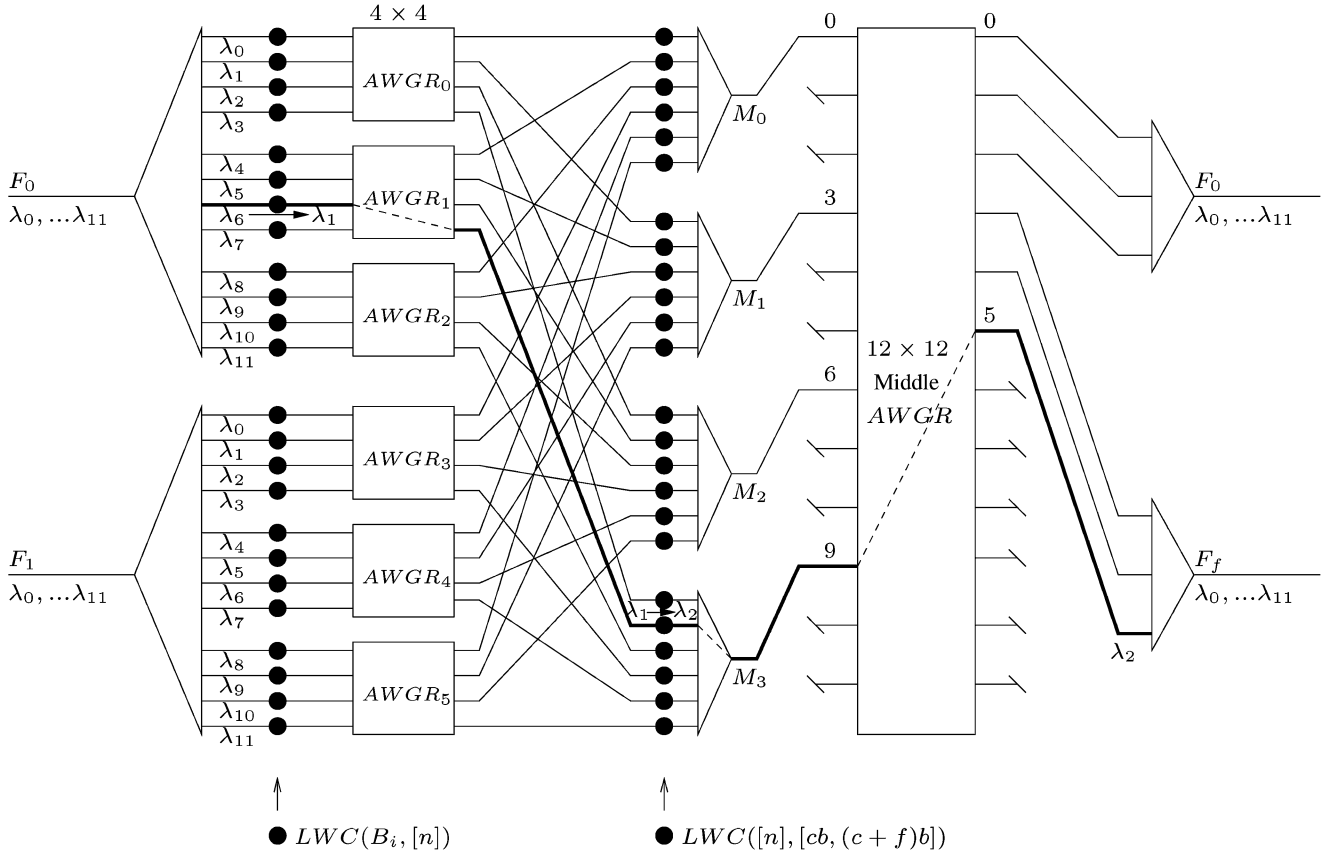 4 × 4
0
0
λ₀
AWGR₀
λ₁
λ₂
M₀
λ₃
λ₄
F₀
λ₅
AWGR₁
3
F₀
λ₀, ...λ₁₁
λ₆ → λ₁
λ₀, ...λ₁₁
λ₇
λ₈
M₁
λ₉
AWGR₂
5
λ₁₀
12 × 12
λ₁₁
6
Middle
AWGR
λ₀
λ₁
AWGR₃
λ₂
M₂
λ₃
λ₄
F₁
9
F_f
λ₅
AWGR₄
λ₀, ...λ₁₁
λ₆
λ₀, ...λ₁₁
λ₇
λ₁ → λ₂
λ₂
λ₈
M₃
λ₉
AWGR₅
λ₁₀
λ₁₁
LWC(Bᵢ, [n])
LWC([n], [cb, (c + f)b])